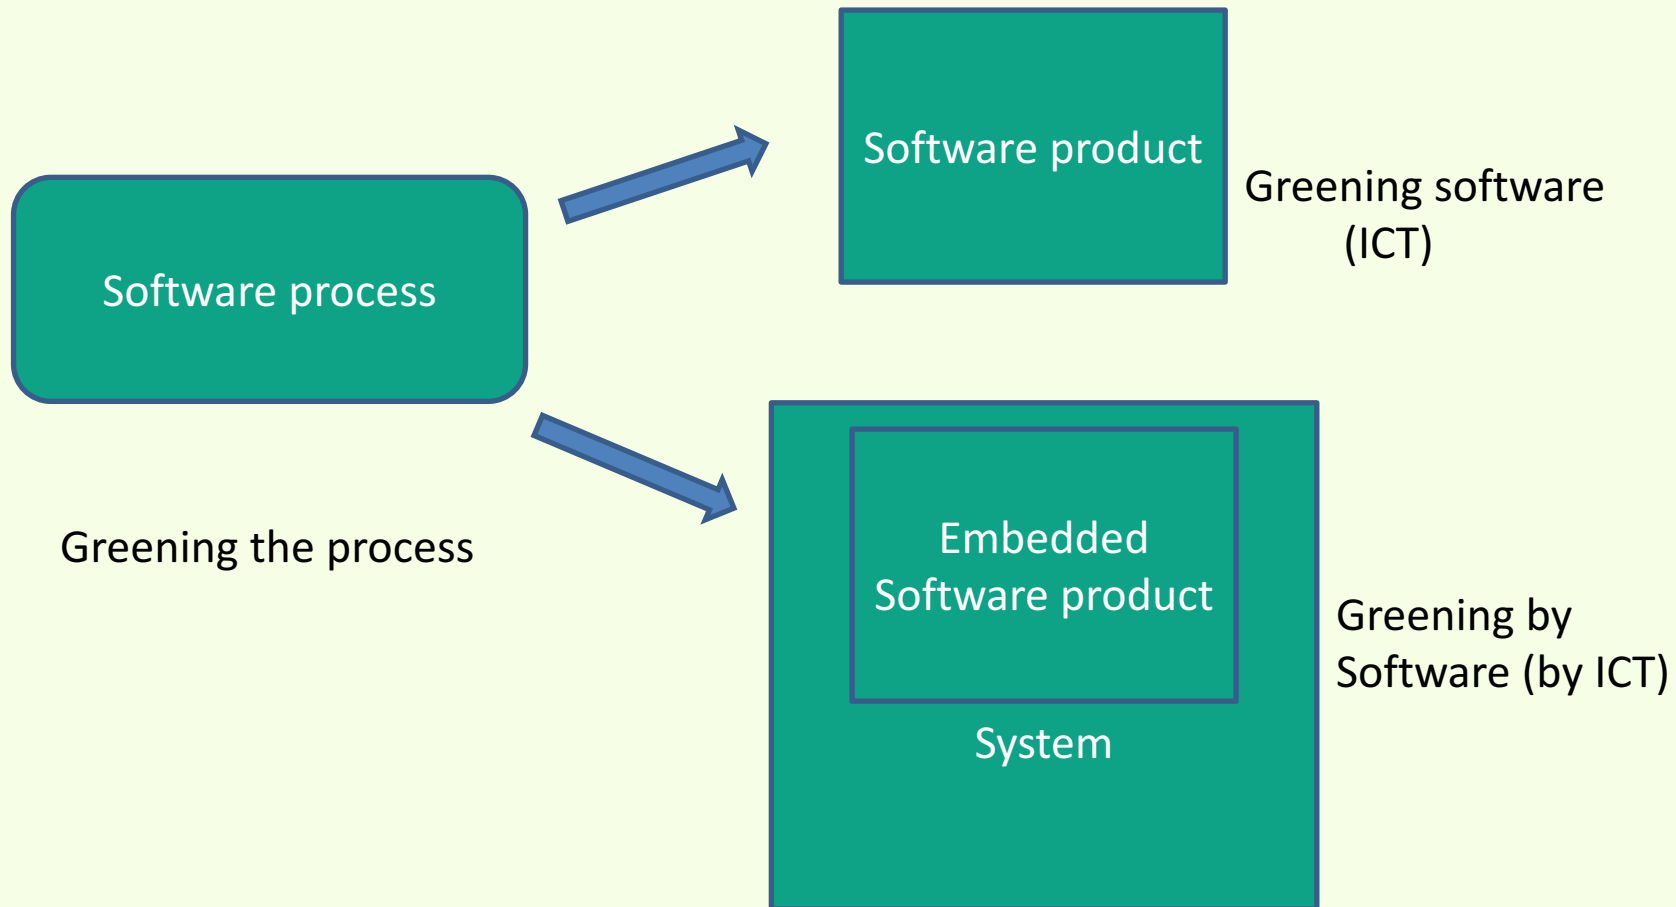 Software product
Greening software
(ICT)
Software process
Greening the process
Embedded
Software product
System
Greening by
Software (by ICT)